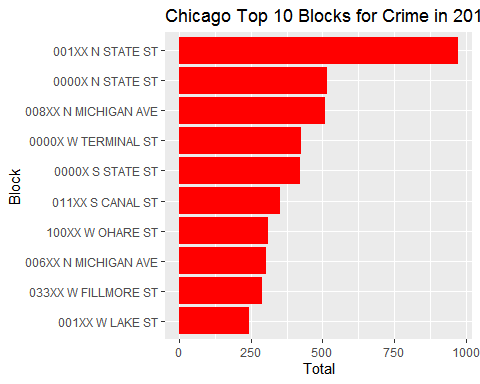 Chicago Top 10 Blocks for Crime in 201
001XX N STATE ST
0000X N STATE ST
008XX N MICHIGAN AVE
0000X W TERMINAL ST
0000X S STATE ST
011XX S CANAL ST
100XX W OHARE ST
006XX N MICHIGAN AVE
033XX W FILLMORE ST
001XX W LAKE ST
Block
0 250 500 750 1000
Total